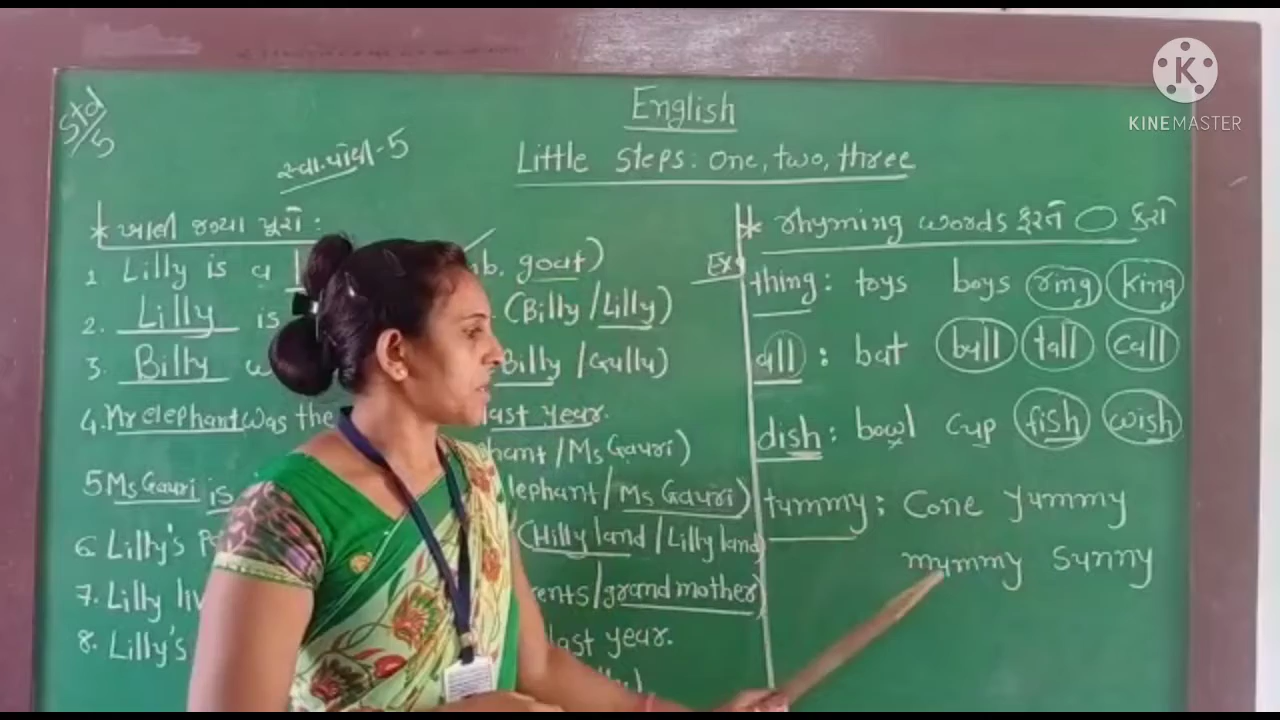 Std/5
English
સ્વા.પોથી-5
Little Steps: one, two, three
* ખાલી જગ્યા પૂરો:
1. Lilly is a goat)
2. Lilly is (Billy/Lilly)
3. Billy Billy /Gully)
4. Mr elephant was the last year.
/Ms Gauri)
5 Ms Gauri is /Ms Gauri)
6. Lilly's (Hilly land/Lilly land)
7. Lilly /grand mother)
8. Lilly's last year.
* rhyming words ફરતે ○ કરો
Ex:
thing: toys boys ring king
all: bat ball tall call
dish: bowl cup fish wish
tummy: Cone yummy
mummy sunny
KINEMASTER